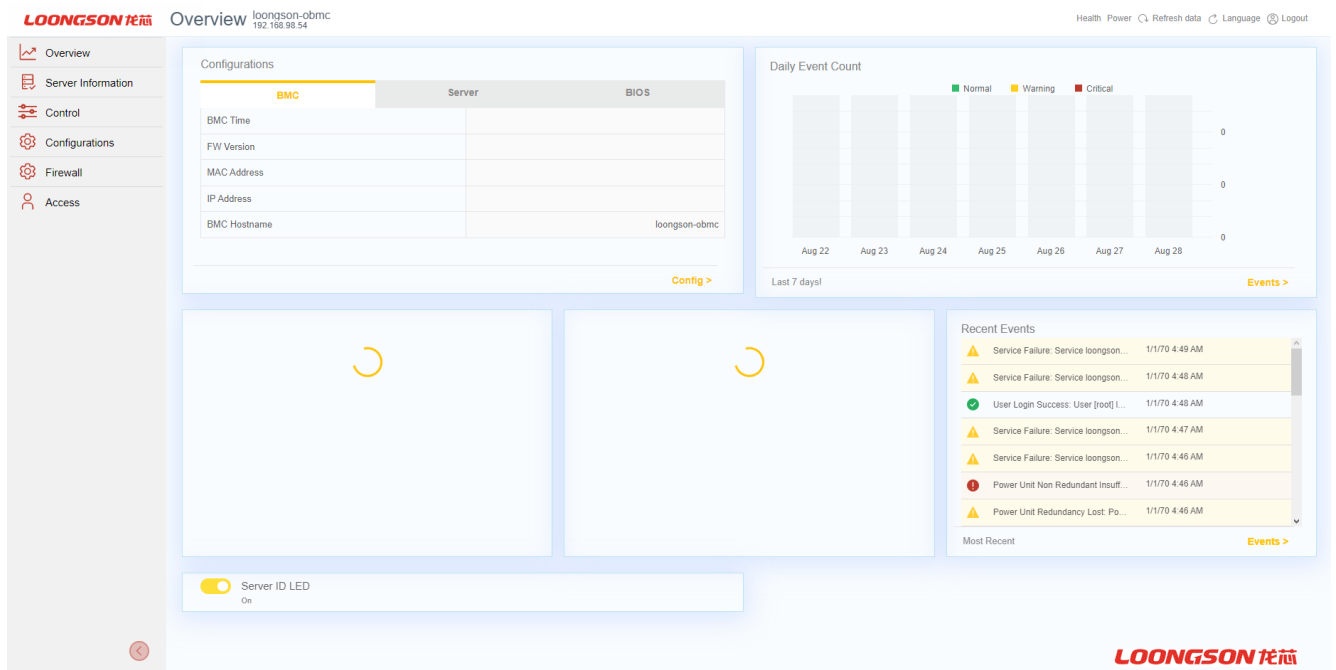 LOONGSON龙芯 Overview loongson-obmc
192.168.98.54
Health Power Refresh data Language Logout
Overview
Server Information
Control
Configurations
Firewall
Access
Configurations
BMC Server BIOS
BMC Time
FW Version
MAC Address
IP Address
BMC Hostname loongson-obmc
Config >
Daily Event Count
Normal Warning Critical
0
0
0
Aug 22 Aug 23 Aug 24 Aug 25 Aug 26 Aug 27 Aug 28
Last 7 days! Events >
Recent Events
Service Failure: Service loongson... 1/1/70 4:49 AM
Service Failure: Service loongson... 1/1/70 4:48 AM
User Login Success: User [root] l... 1/1/70 4:48 AM
Service Failure: Service loongson... 1/1/70 4:47 AM
Service Failure: Service loongson... 1/1/70 4:46 AM
Power Unit Non Redundant Insuff... 1/1/70 4:46 AM
Power Unit Redundancy Lost: Po... 1/1/70 4:46 AM
Most Recent Events >
Server ID LED
On
LOONGSON龙芯